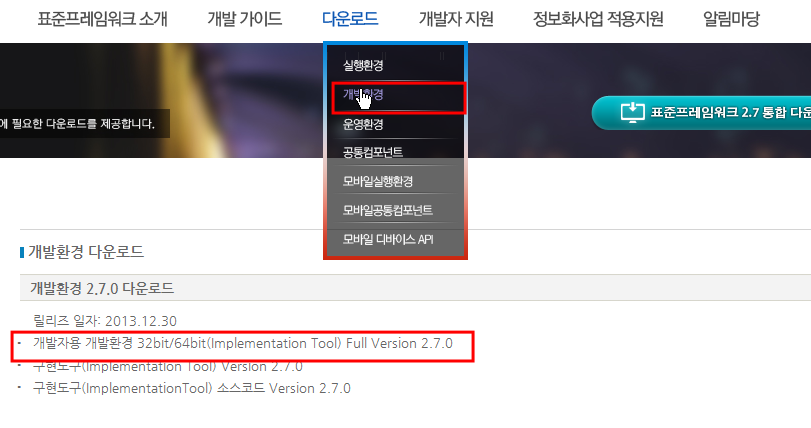 표준프레임워크 소개 개발 가이드 다운로드 개발자 지원 정보화사업 적용지원 알림마당
실행환경
개발환경
운영환경
공통컴포넌트
모바일실행환경
모바일공통컴포넌트
모바일 디바이스 API
에 필요한 다운로드를 제공합니다.
표준프레임워크 2.7 통합 다운
개발환경 다운로드
개발환경 2.7.0 다운로드
릴리즈 일자: 2013.12.30
개발자용 개발환경 32bit/64bit(Implementation Tool) Full Version 2.7.0
구현도구(Implementation Tool) Version 2.7.0
구현도구(ImplementationTool) 소스코드 Version 2.7.0